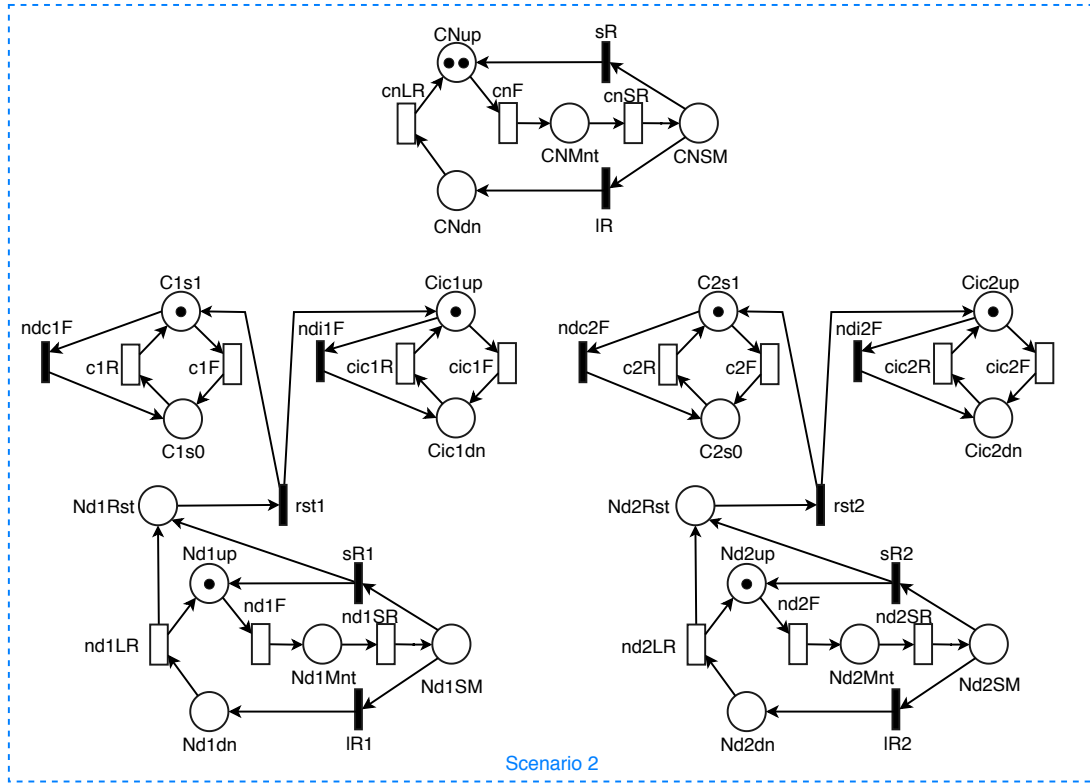 CNup
sR
cnLR
cnF
cnSR
CNMnt
CNSM
CNdn
lR
C1s1
Cic1up
C2s1
Cic2up
ndc1F
ndi1F
ndc2F
ndi2F
c1R
c1F
cic1R
cic1F
c2R
c2F
cic2R
cic2F
C1s0
Cic1dn
C2s0
Cic2dn
Nd1Rst
rst1
Nd2Rst
rst2
Nd1up
sR1
Nd2up
sR2
nd1F
nd1SR
nd2F
nd2SR
nd1LR
Nd1Mnt
Nd1SM
nd2LR
Nd2Mnt
Nd2SM
Nd1dn
lR1
Nd2dn
lR2
Scenario 2